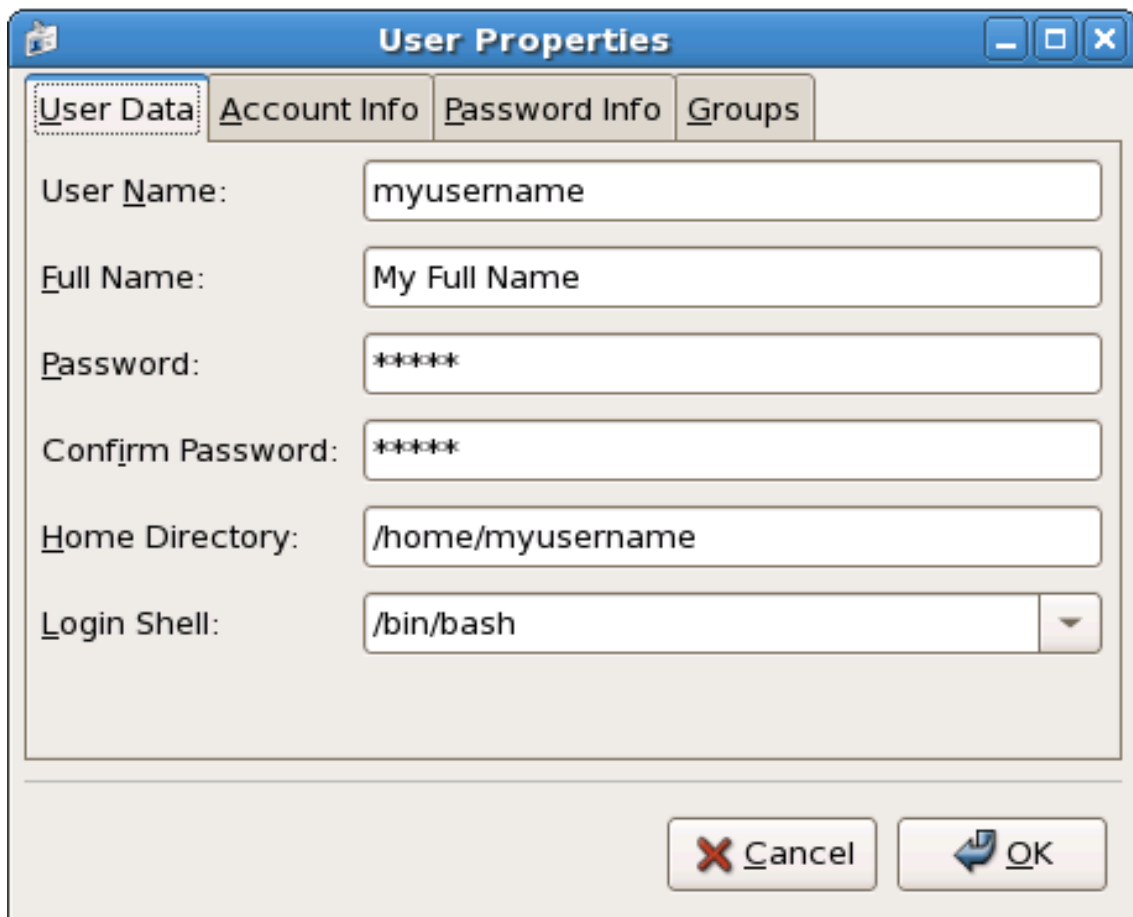 User Properties
User Data Account Info Password Info Groups
User Name: myusername
Full Name: My Full Name
Password: *****
Confirm Password: *****
Home Directory: /home/myusername
Login Shell: /bin/bash
Cancel OK